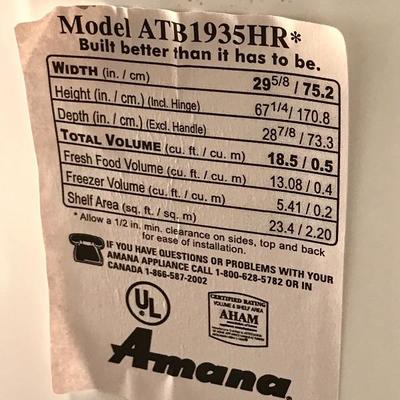 Model ATB1935HR*
Built better than it has to be.
WIDTH (in. / cm) 29 5/8 / 75.2
Height (in. / cm.) (Incl. Hinge) 67 1/4 / 170.8
Depth (in. / cm.) (Excl. Handle) 28 7/8 / 73.3
TOTAL VOLUME (cu. ft. / cu. m) 18.5 / 0.5
Fresh Food Volume (cu. ft. / cu. m) 13.08 / 0.4
Freezer Volume (cu. ft. / cu. m) 5.41 / 0.2
Shelf Area (sq. ft. / sq. m) 23.4 / 2.20
* Allow a 1/2 in. min. clearance on sides, top and back
for ease of installation.
IF YOU HAVE QUESTIONS OR PROBLEMS WITH YOUR
AMANA APPLIANCE CALL 1-800-628-5782 OR IN
CANADA 1-866-587-2002
UL
CERTIFIED RATING
VOLUME & SHELF AREA
AHAM
Amana